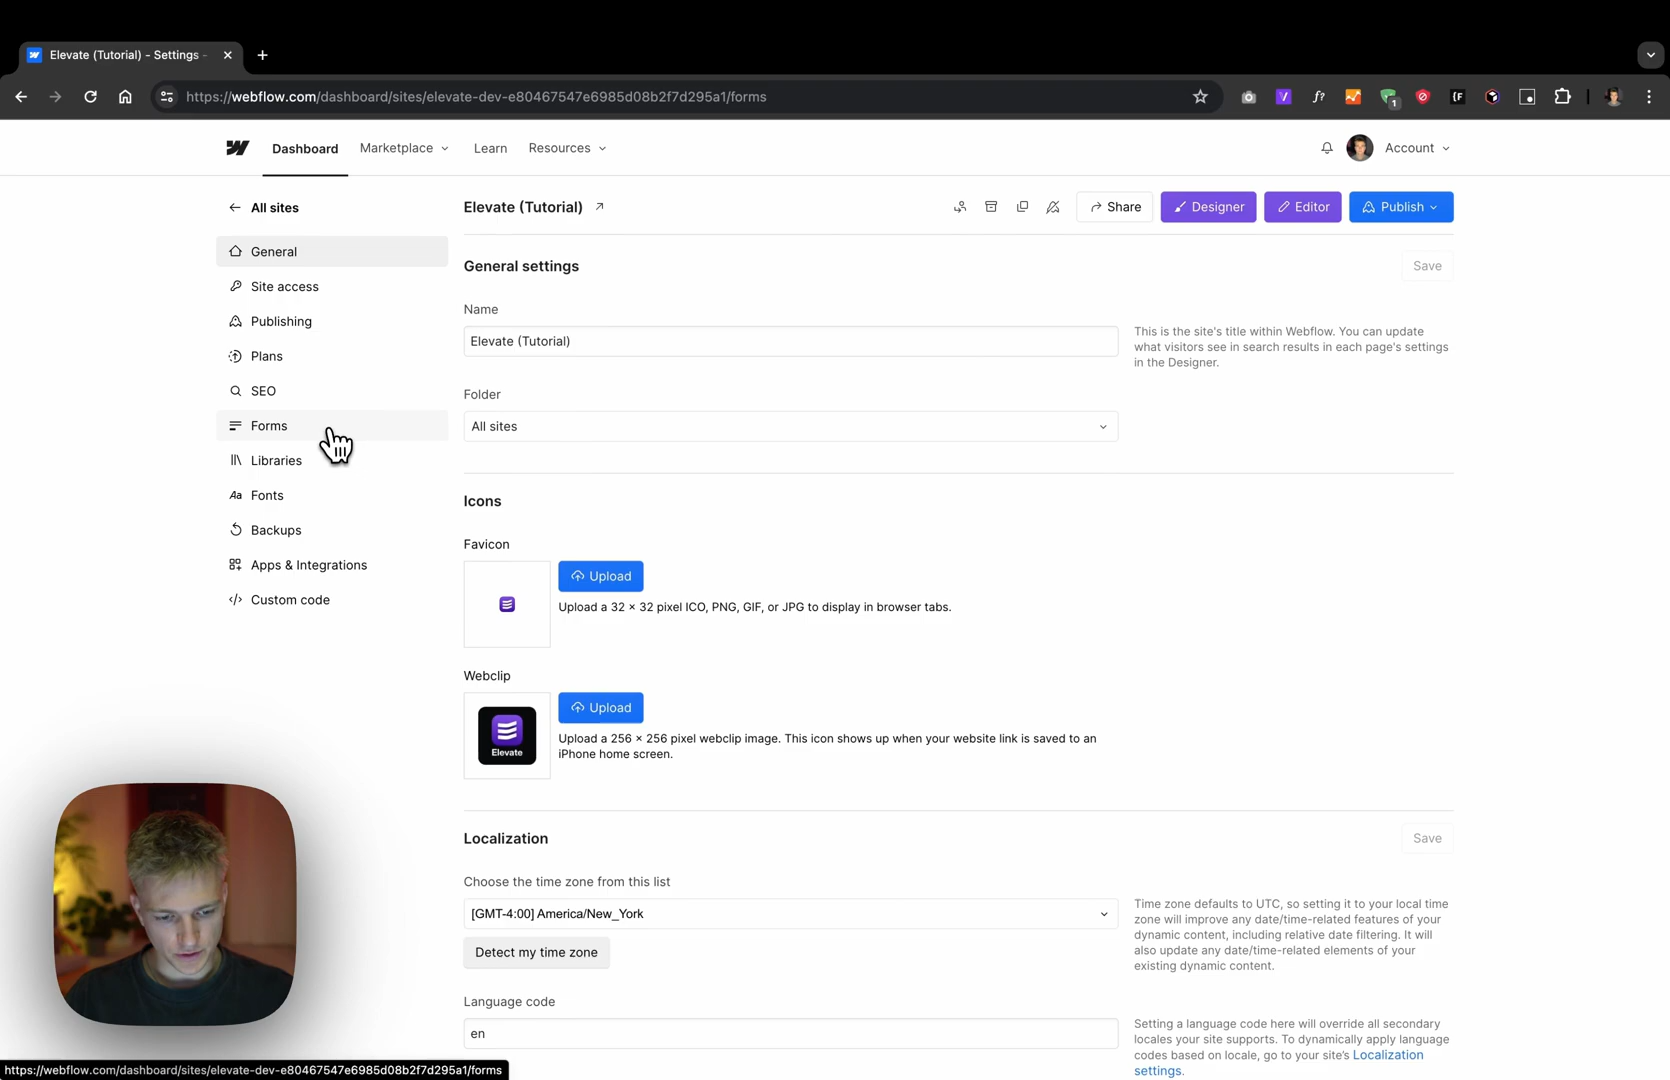 Elevate (Tutorial) - Settings -
https://webflow.com/dashboard/sites/elevate-dev-e80467547e6985d08b2f7d295a1/forms
1
Dashboard
Marketplace
Learn
Resources
Account
All sites
General
Site access
Publishing
Plans
SEO
Forms
Libraries
Aa Fonts
Backups
Apps & Integrations
Custom code
Elevate (Tutorial)
Share
Designer
Editor
Publish
General settings
Save
Name
Elevate (Tutorial)
This is the site's title within Webflow. You can update
what visitors see in search results in each page's settings
in the Designer.
Folder
All sites
Icons
Favicon
Upload
Upload a 32 × 32 pixel ICO, PNG, GIF, or JPG to display in browser tabs.
Webclip
Elevate
Upload
Upload a 256 × 256 pixel webclip image. This icon shows up when your website link is saved to an
iPhone home screen.
Localization
Save
Choose the time zone from this list
[GMT-4:00] America/New_York
Detect my time zone
Time zone defaults to UTC, so setting it to your local time
zone will improve any date/time-related features of your
dynamic content, including relative date filtering. It will
also update any date/time-related elements of your
existing dynamic content.
Language code
en
Setting a language code here will override all secondary
locales your site supports. To dynamically apply language
codes based on locale, go to your site's Localization
settings.
https://webflow.com/dashboard/sites/elevate-dev-e80467547e6985d08b2f7d295a1/forms